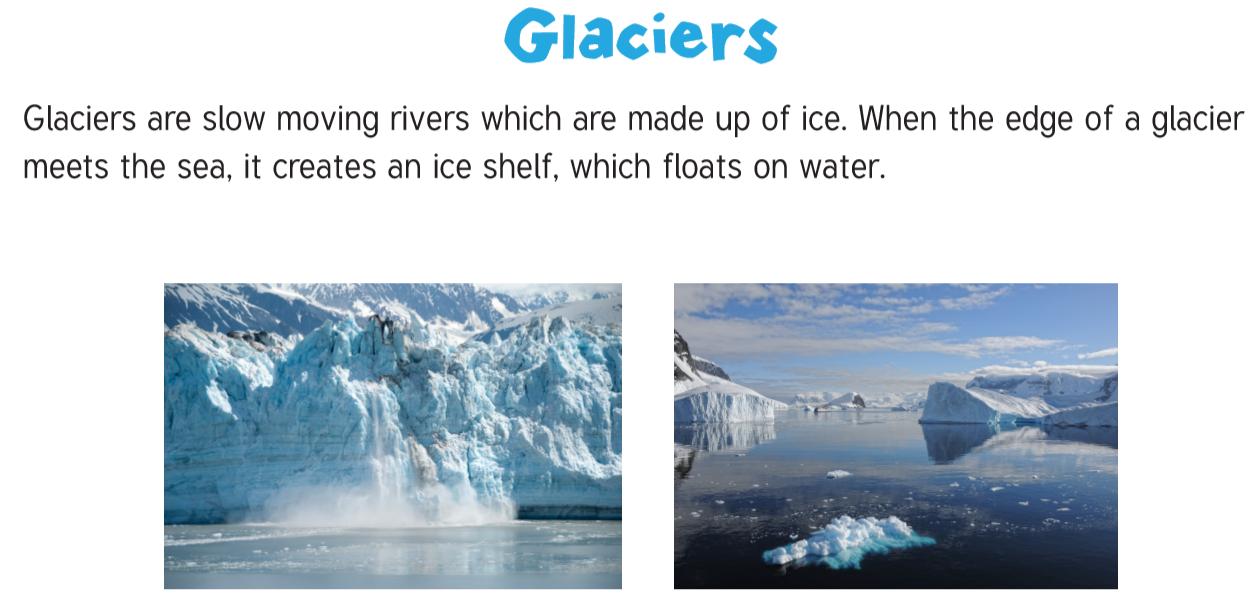 Glaciers
Glaciers are slow moving rivers which are made up of ice. When the edge of a glacier
meets the sea, it creates an ice shelf, which floats on water.